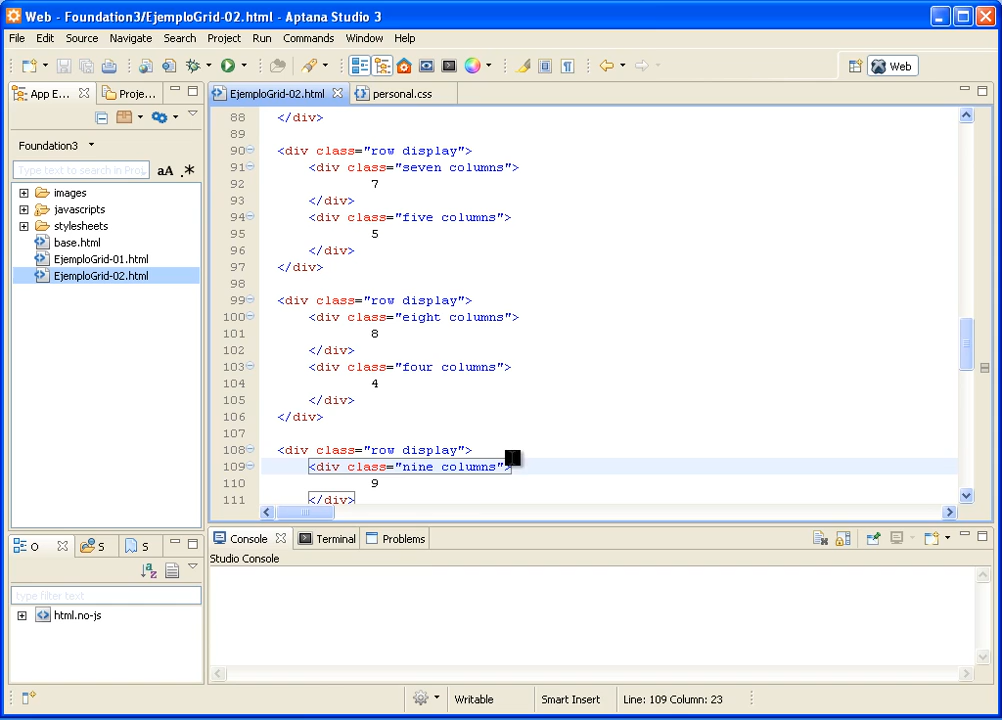 Web - Foundation3/EjemploGrid-02.html - Aptana Studio 3
File Edit Source Navigate Search Project Run Commands Window Help
Web
App E... Proje...
EjemploGrid-02.html personal.css
Foundation3
Type text to search in Proj
aA .*
images
javascripts
stylesheets
base.html
EjemploGrid-01.html
EjemploGrid-02.html
88 </div>
89
90 <div class="row display">
91 <div class="seven columns">
92 7
93 </div>
94 <div class="five columns">
95 5
96 </div>
97 </div>
98
99 <div class="row display">
100 <div class="eight columns">
101 8
102 </div>
103 <div class="four columns">
104 4
105 </div>
106 </div>
107
108 <div class="row display">
109 <div class="nine columns">
110 9
111 </div>
O S S
type filter text
html.no-js
Console Terminal Problems
Studio Console
Writable Smart Insert Line: 109 Column: 23